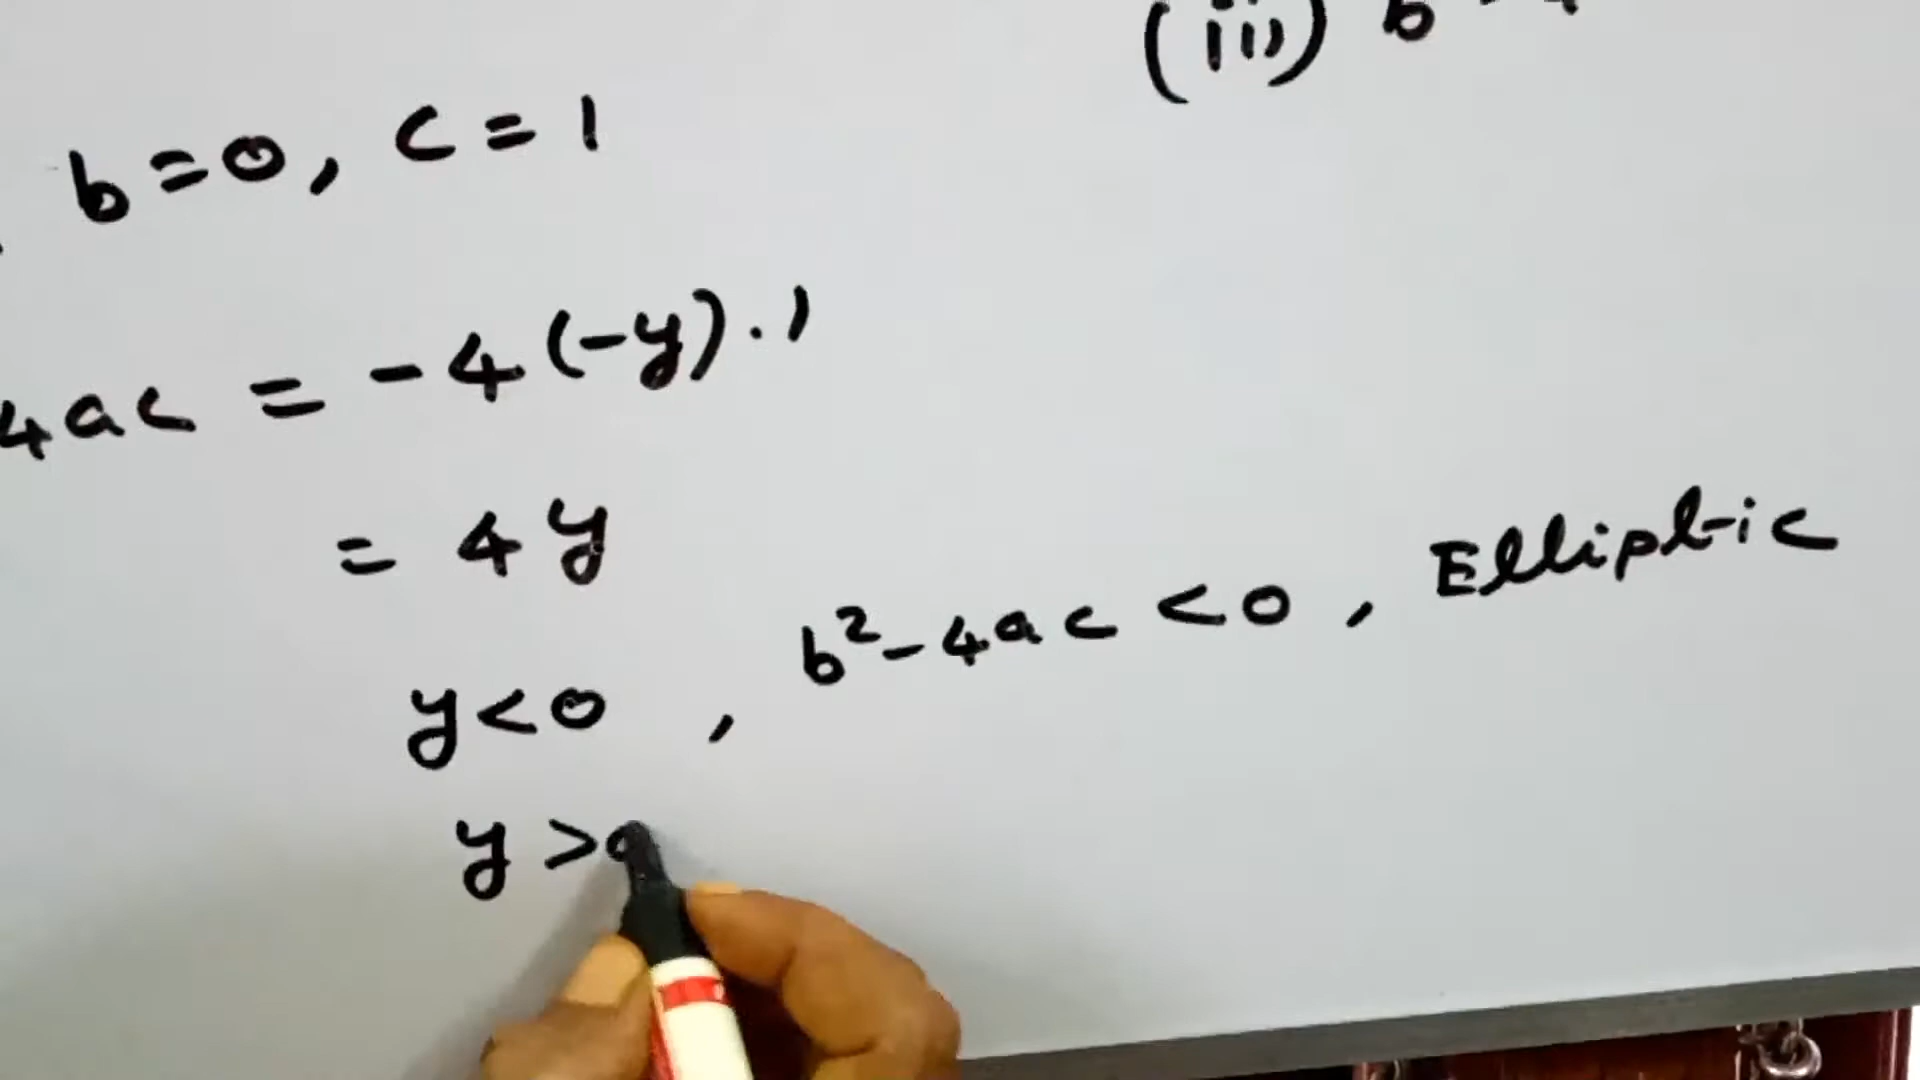 (iii) b
b=0, c=1
4ac = -4(-y).1
= 4y
y<0 , b²-4ac <0 , Elliptic
y >0